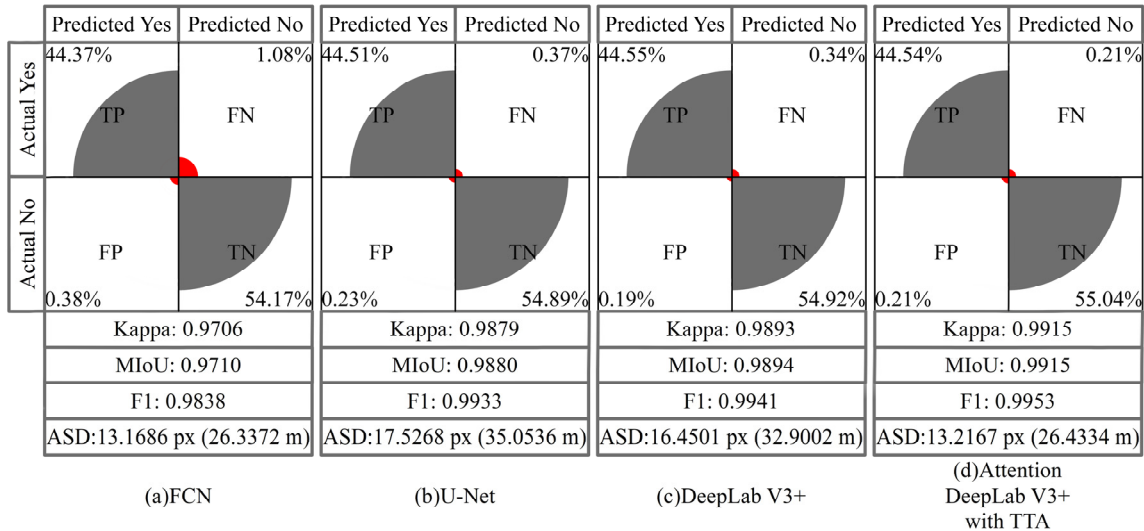 Predicted Yes Predicted No Predicted Yes Predicted No Predicted Yes Predicted No Predicted Yes Predicted No
Actual Yes
44.37% 1.08% 44.51% 0.37% 44.55% 0.34% 44.54% 0.21%
TP FN TP FN TP FN TP FN
Actual No
FP TN FP TN FP TN FP TN
0.38% 54.17% 0.23% 54.89% 0.19% 54.92% 0.21% 55.04%
Kappa: 0.9706 Kappa: 0.9879 Kappa: 0.9893 Kappa: 0.9915
MIoU: 0.9710 MIoU: 0.9880 MIoU: 0.9894 MIoU: 0.9915
F1: 0.9838 F1: 0.9933 F1: 0.9941 F1: 0.9953
ASD:13.1686 px (26.3372 m) ASD:17.5268 px (35.0536 m) ASD:16.4501 px (32.9002 m) ASD:13.2167 px (26.4334 m)
(a)FCN (b)U-Net (c)DeepLab V3+ (d)Attention
DeepLab V3+
with TTA